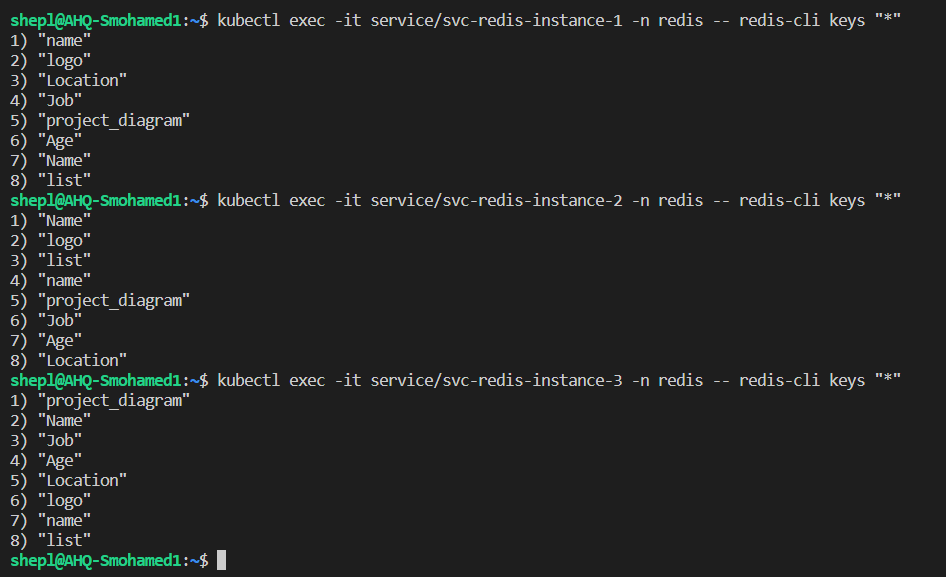 shepl@AHQ-Smohamed1:~$ kubectl exec -it service/svc-redis-instance-1 -n redis -- redis-cli keys "*"
1) "name"
2) "logo"
3) "Location"
4) "Job"
5) "project_diagram"
6) "Age"
7) "Name"
8) "list"
shepl@AHQ-Smohamed1:~$ kubectl exec -it service/svc-redis-instance-2 -n redis -- redis-cli keys "*"
1) "Name"
2) "logo"
3) "list"
4) "name"
5) "project_diagram"
6) "Job"
7) "Age"
8) "Location"
shepl@AHQ-Smohamed1:~$ kubectl exec -it service/svc-redis-instance-3 -n redis -- redis-cli keys "*"
1) "project_diagram"
2) "Name"
3) "Job"
4) "Age"
5) "Location"
6) "logo"
7) "name"
8) "list"
shepl@AHQ-Smohamed1:~$